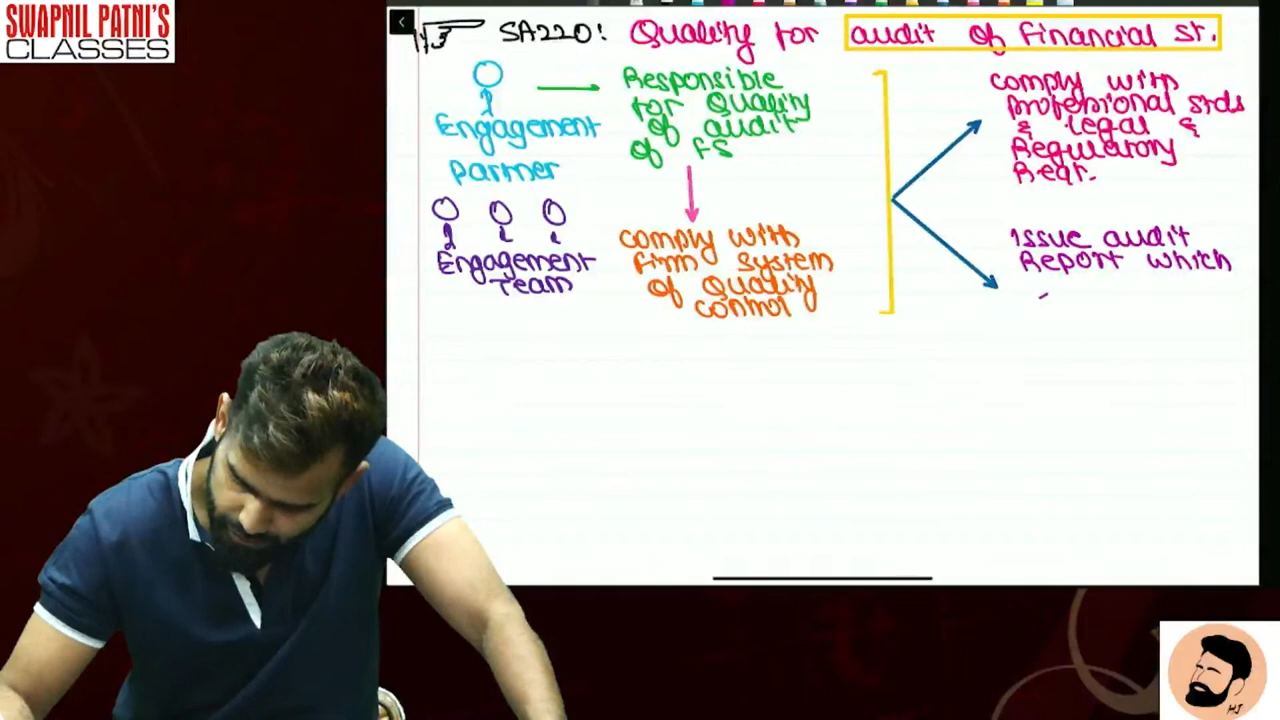 SWAPNIL PATNI'S
CLASSES
SA220: Quality for audit of Financial St.
Engagement
Partner
Engagement
Team
Responsible
for Quality
of audit
of FS
Comply with
Firm System
of Quality
Control
Comply with
Professional Stds
& Legal &
Regulatory
Reqr.
Issue audit
Report which
HJ